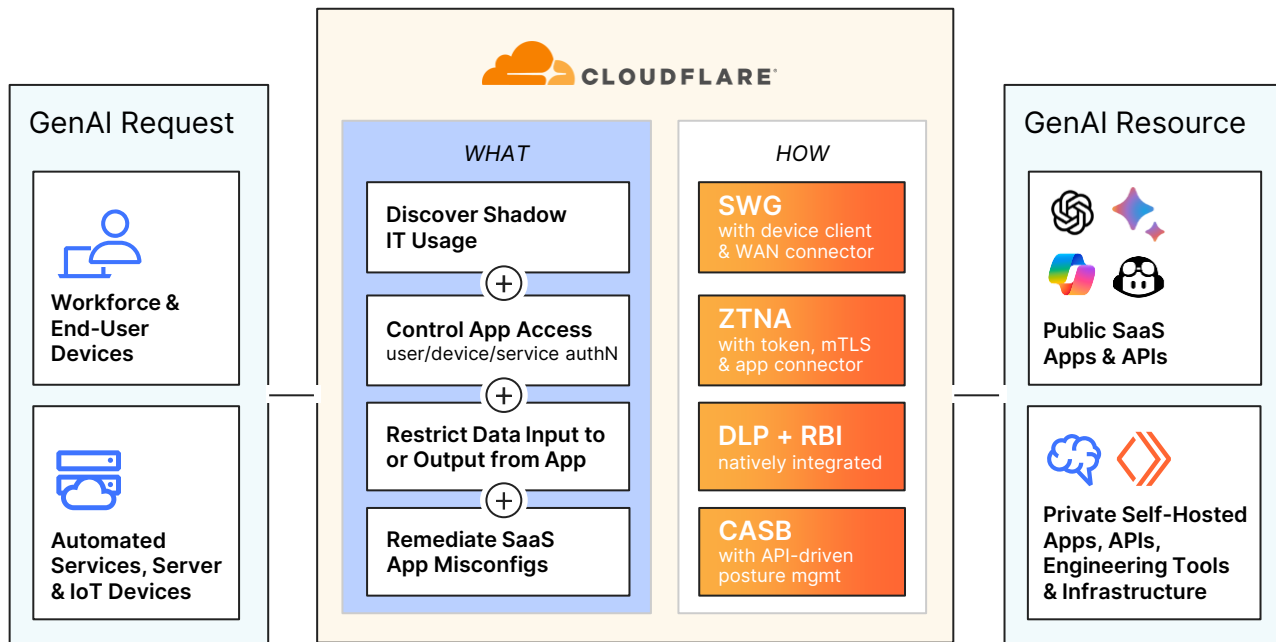 CLOUDFLARE
GenAI Request
Workforce &
End-User
Devices
Automated
Services, Server
& IoT Devices
WHAT
Discover Shadow
IT Usage
Control App Access
user/device/service authN
Restrict Data Input to
or Output from App
Remediate SaaS
App Misconfigs
HOW
SWG
with device client
& WAN connector
ZTNA
with token, mTLS
& app connector
DLP + RBI
natively integrated
CASB
with API-driven
posture mgmt
GenAI Resource
Public SaaS
Apps & APIs
Private Self-Hosted
Apps, APIs,
Engineering Tools
& Infrastructure